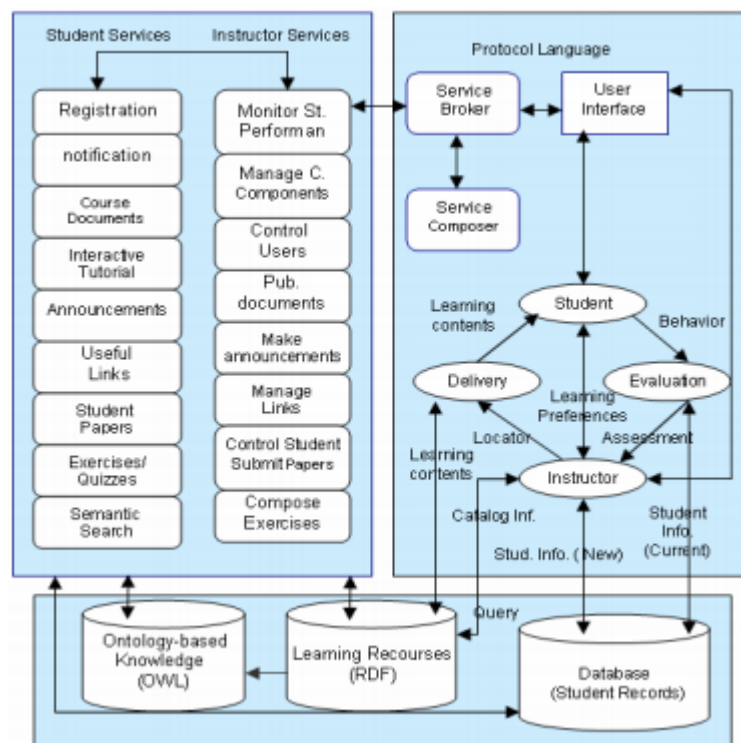 Student Services
Instructor Services
Registration
notification
Course
Documents
Interactive
Tutorial
Announcements
Useful
Links
Student
Papers
Exercises/
Quizzes
Semantic
Search
Monitor St.
Performan
Manage C.
Components
Control
Users
Pub.
documents
Make
announcements
Manage
Links
Control Student
Submit Papers
Compose
Exercises
Protocol Language
Service
Broker
User
Interface
Service
Composer
Student
Learning
contents
Behavior
Delivery
Evaluation
Learning
Preferences
Locator
Assessment
Learning
contents
Instructor
Catalog Inf.
Stud. Info. (New)
Student
Info.
(Current)
Query
Ontology-based
Knowledge
(OWL)
Learning Recourses
(RDF)
Database
(Student Records)